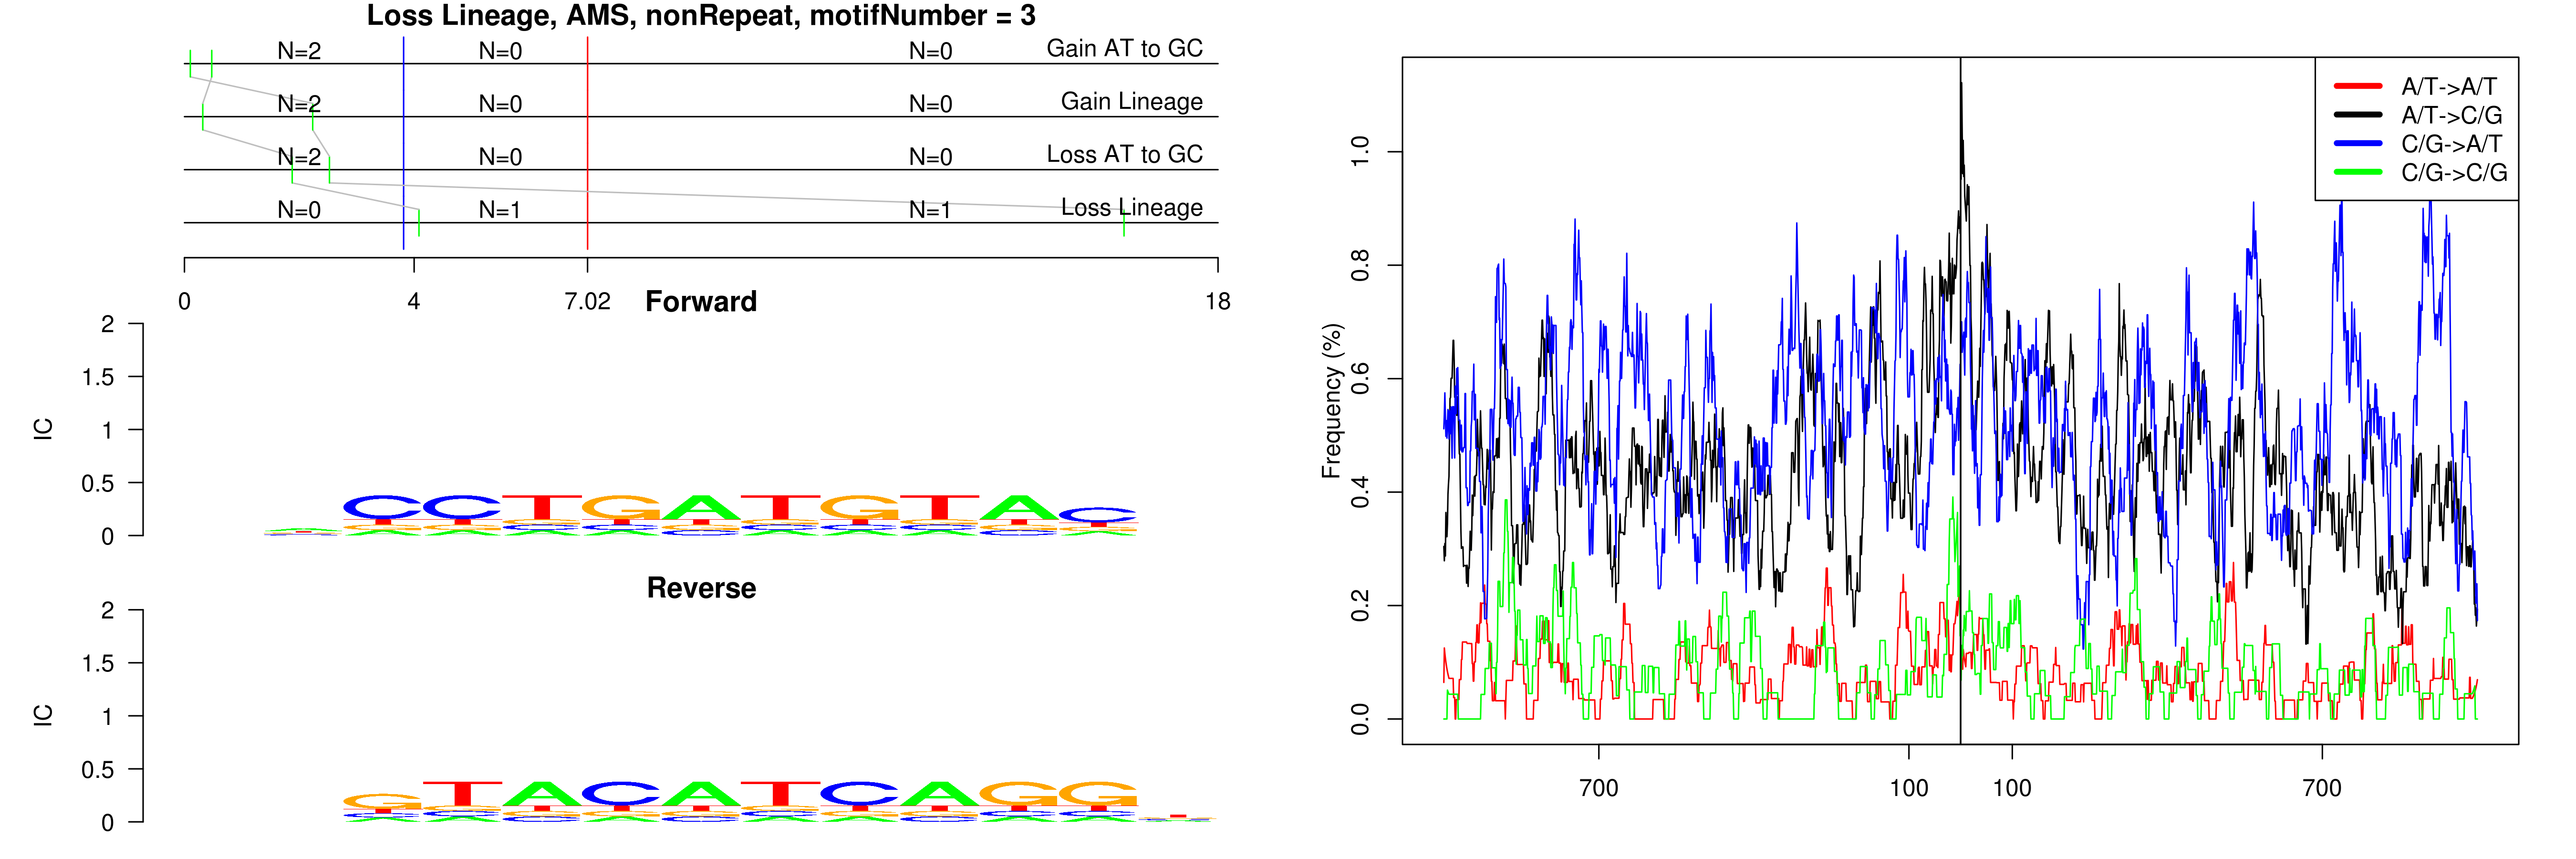 Loss Lineage, AMS, nonRepeat, motifNumber = 3
N=2 N=0 N=0 Gain AT to GC
N=2 N=0 N=0 Gain Lineage
N=2 N=0 N=0 Loss AT to GC
N=0 N=1 N=1 Loss Lineage
0 4 7.02 18
Forward
2
1.5
1
0.5
0
IC
CCTGATGTAC
Reverse
2
1.5
1
0.5
0
IC
GTACATCAGG
A/T->A/T
A/T->C/G
C/G->A/T
C/G->C/G
1.0
0.8
0.6
0.4
0.2
0.0
Frequency (%)
700 100 100 700